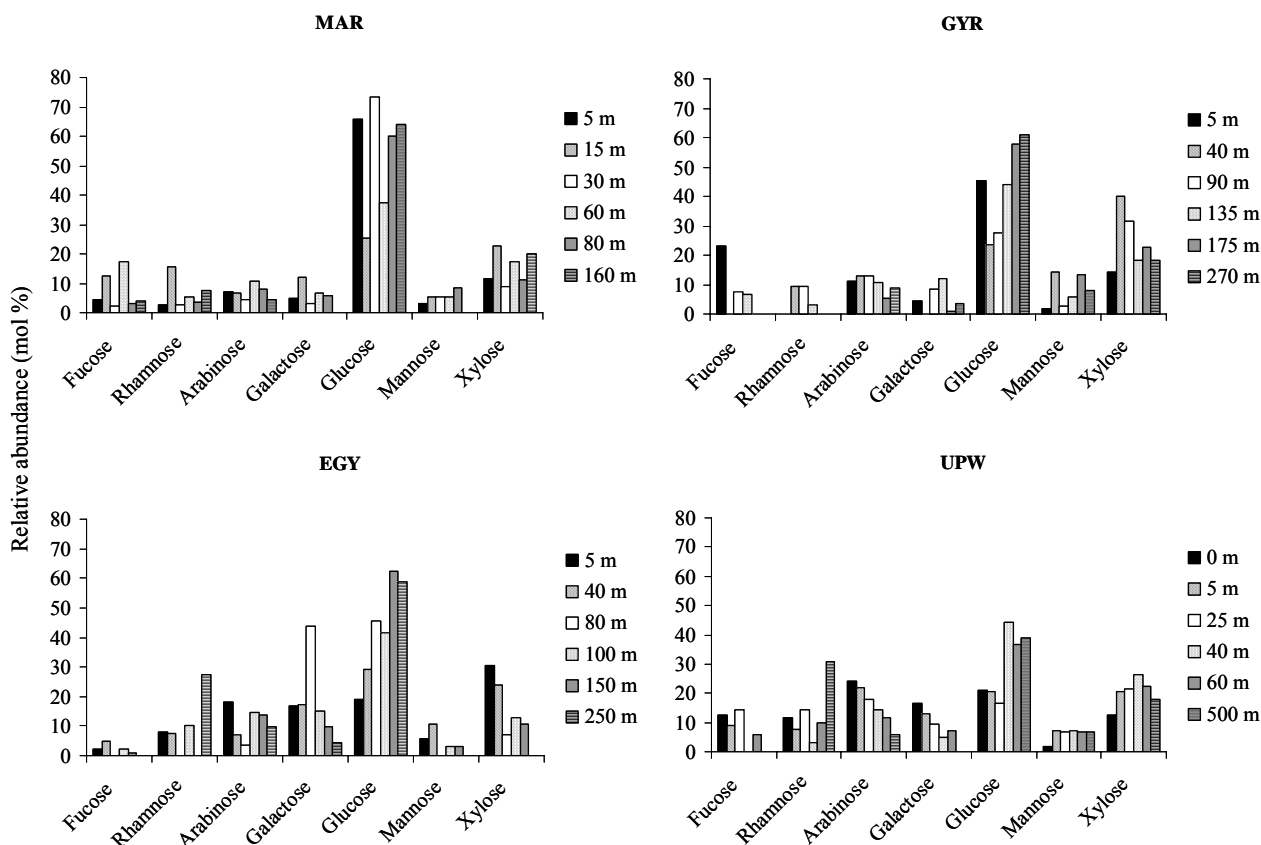 MAR
80
70
60
50
40
30
20
10
0
Fucose
Rhamnose
Arabinose
Galactose
Glucose
Mannose
Xylose
5 m
15 m
30 m
60 m
80 m
160 m
GYR
80
70
60
50
40
30
20
10
0
Fucose
Rhamnose
Arabinose
Galactose
Glucose
Mannose
Xylose
5 m
40 m
90 m
135 m
175 m
270 m
Relative abundance (mol %)
EGY
80
70
60
50
40
30
20
10
0
Fucose
Rhamnose
Arabinose
Galactose
Glucose
Mannose
Xylose
5 m
40 m
80 m
100 m
150 m
250 m
UPW
80
70
60
50
40
30
20
10
0
Fucose
Rhamnose
Arabinose
Galactose
Glucose
Mannose
Xylose
0 m
5 m
25 m
40 m
60 m
500 m